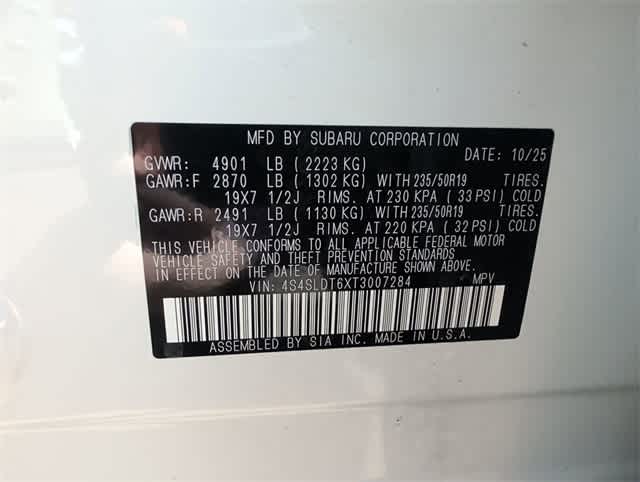 MFD BY SUBARU CORPORATION
GVWR: 4901 LB ( 2223 KG) DATE: 10/25
GAWR:F 2870 LB ( 1302 KG) WITH 235/50R19 TIRES.
19X7 1/2J RIMS. AT 230 KPA ( 33 PSI) COLD
GAWR:R 2491 LB ( 1130 KG) WITH 235/50R19 TIRES.
19X7 1/2J RIMS. AT 220 KPA ( 32 PSI) COLD
THIS VEHICLE CONFORMS TO ALL APPLICABLE FEDERAL MOTOR
VEHICLE SAFETY AND THEFT PREVENTION STANDARDS
IN EFFECT ON THE DATE OF MANUFACTURE SHOWN ABOVE.
VIN: 4S4SLDT6XT3007284 MPV
ASSEMBLED BY SIA INC. MADE IN U.S.A.